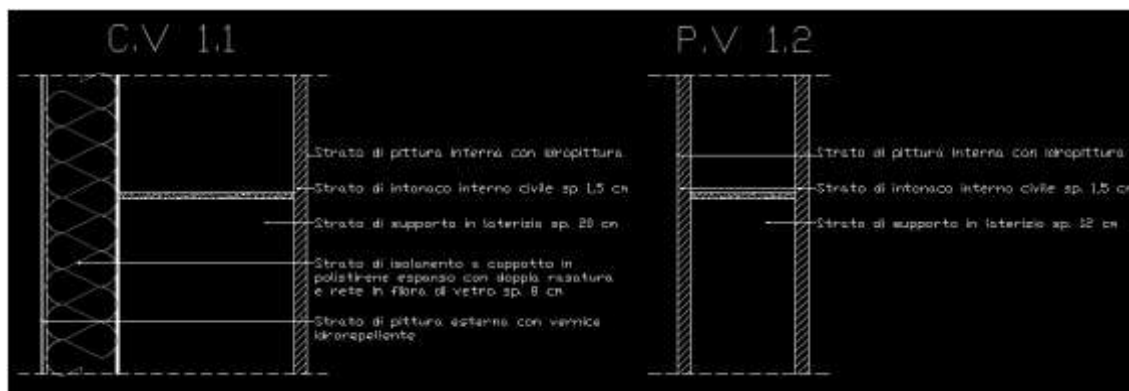 C.V 1.1
Strato di pittura interna con idropittura
Strato di intonaco interno civile sp 1,5 cm
Strato di supporto in laterizio sp. 20 cm
Strato di isolamento a cappotto in
polistirene espanso con doppia rasatura
e rete in fibra di vetro sp. 8 cm
Strato di pittura esterna con vernice
idrorepellente
P.V 1.2
Strato di pittura interna con idropittura
Strato di intonaco interno civile sp. 1,5 cm
Strato di supporto in laterizio sp. 12 cm